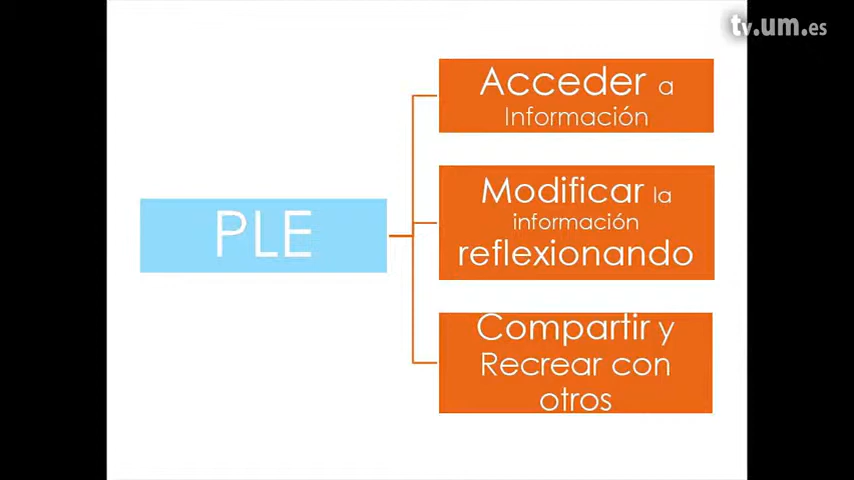 tv.um.es
Acceder a
Información
PLE
Modificar la
información
reflexionando
Compartir y
Recrear con
otros